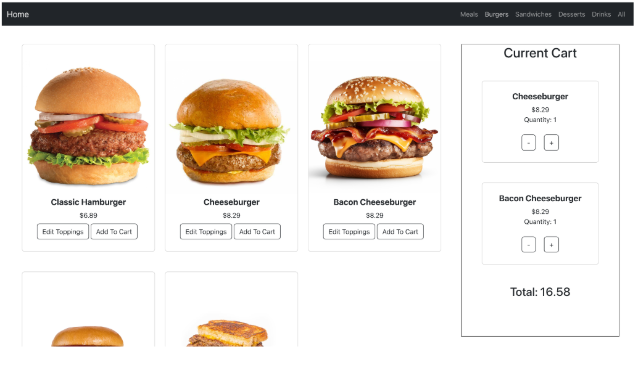 Home
Meals Burgers Sandwiches Desserts Drinks All
Classic Hamburger
$6.89
Edit Toppings Add To Cart
Cheeseburger
$8.29
Edit Toppings Add To Cart
Bacon Cheeseburger
$8.29
Edit Toppings Add To Cart
Current Cart
Cheeseburger
$8.29
Quantity: 1
- +
Bacon Cheeseburger
$8.29
Quantity: 1
- +
Total: 16.58